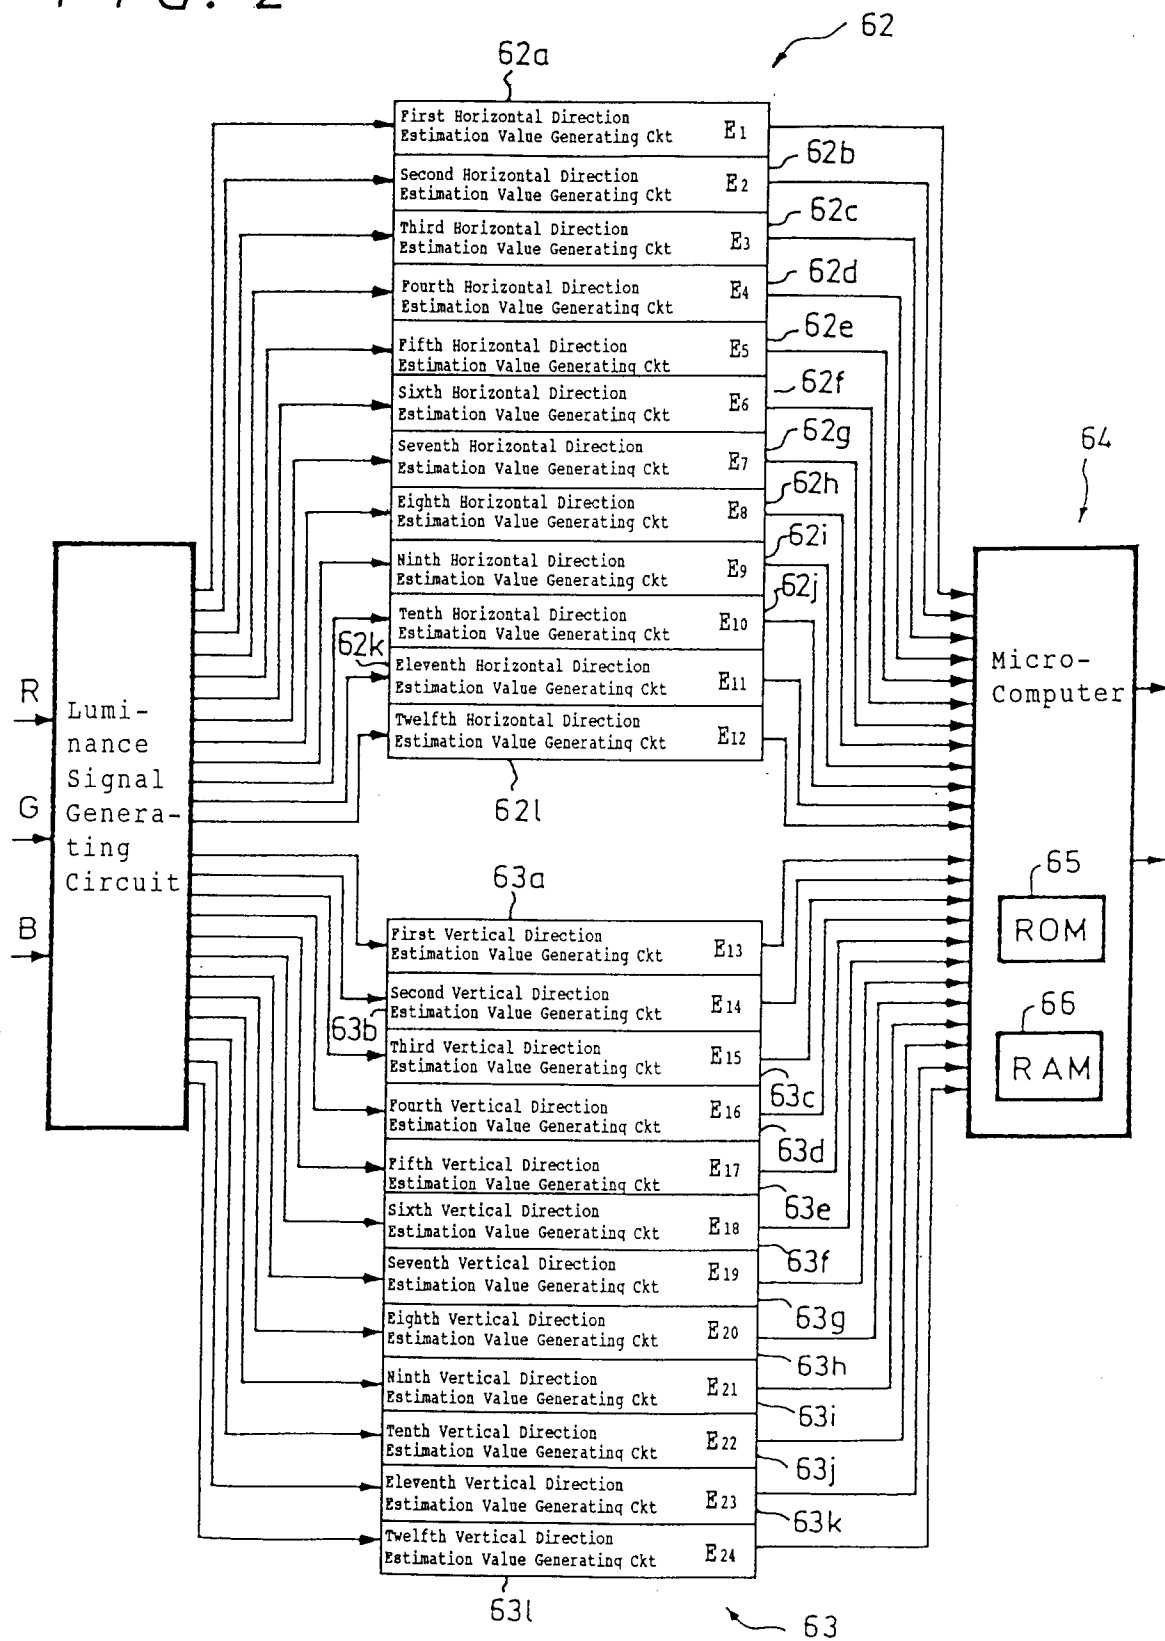 FIG. 2
62
62a
First Horizontal Direction
Estimation Value Generating Ckt
E1
62b
Second Horizontal Direction
Estimation Value Generating Ckt
E2
62c
Third Horizontal Direction
Estimation Value Generating Ckt
E3
62d
Fourth Horizontal Direction
Estimation Value Generating Ckt
E4
62e
Fifth Horizontal Direction
Estimation Value Generating Ckt
E5
62f
Sixth Horizontal Direction
Estimation Value Generating Ckt
E6
62g
Seventh Horizontal Direction
Estimation Value Generating Ckt
E7
62h
Eighth Horizontal Direction
Estimation Value Generating Ckt
E8
62i
Ninth Horizontal Direction
Estimation Value Generating Ckt
E9
62j
Tenth Horizontal Direction
Estimation Value Generating Ckt
E10
62k
Eleventh Horizontal Direction
Estimation Value Generating Ckt
E11
Twelfth Horizontal Direction
Estimation Value Generating Ckt
E12
62l
R
G
B
Lumi-
nance
Signal
Genera-
ting
Circuit
64
Micro-
Computer
65
ROM
66
RAM
63a
First Vertical Direction
Estimation Value Generating Ckt
E13
63b
Second Vertical Direction
Estimation Value Generating Ckt
E14
Third Vertical Direction
Estimation Value Generating Ckt
E15
63c
Fourth Vertical Direction
Estimation Value Generating Ckt
E16
63d
Fifth Vertical Direction
Estimation Value Generating Ckt
E17
63e
Sixth Vertical Direction
Estimation Value Generating Ckt
E18
63f
Seventh Vertical Direction
Estimation Value Generating Ckt
E19
63g
Eighth Vertical Direction
Estimation Value Generating Ckt
E20
63h
Ninth Vertical Direction
Estimation Value Generating Ckt
E21
63i
Tenth Vertical Direction
Estimation Value Generating Ckt
E22
63j
Eleventh Vertical Direction
Estimation Value Generating Ckt
E23
63k
Twelfth Vertical Direction
Estimation Value Generating Ckt
E24
63l
63